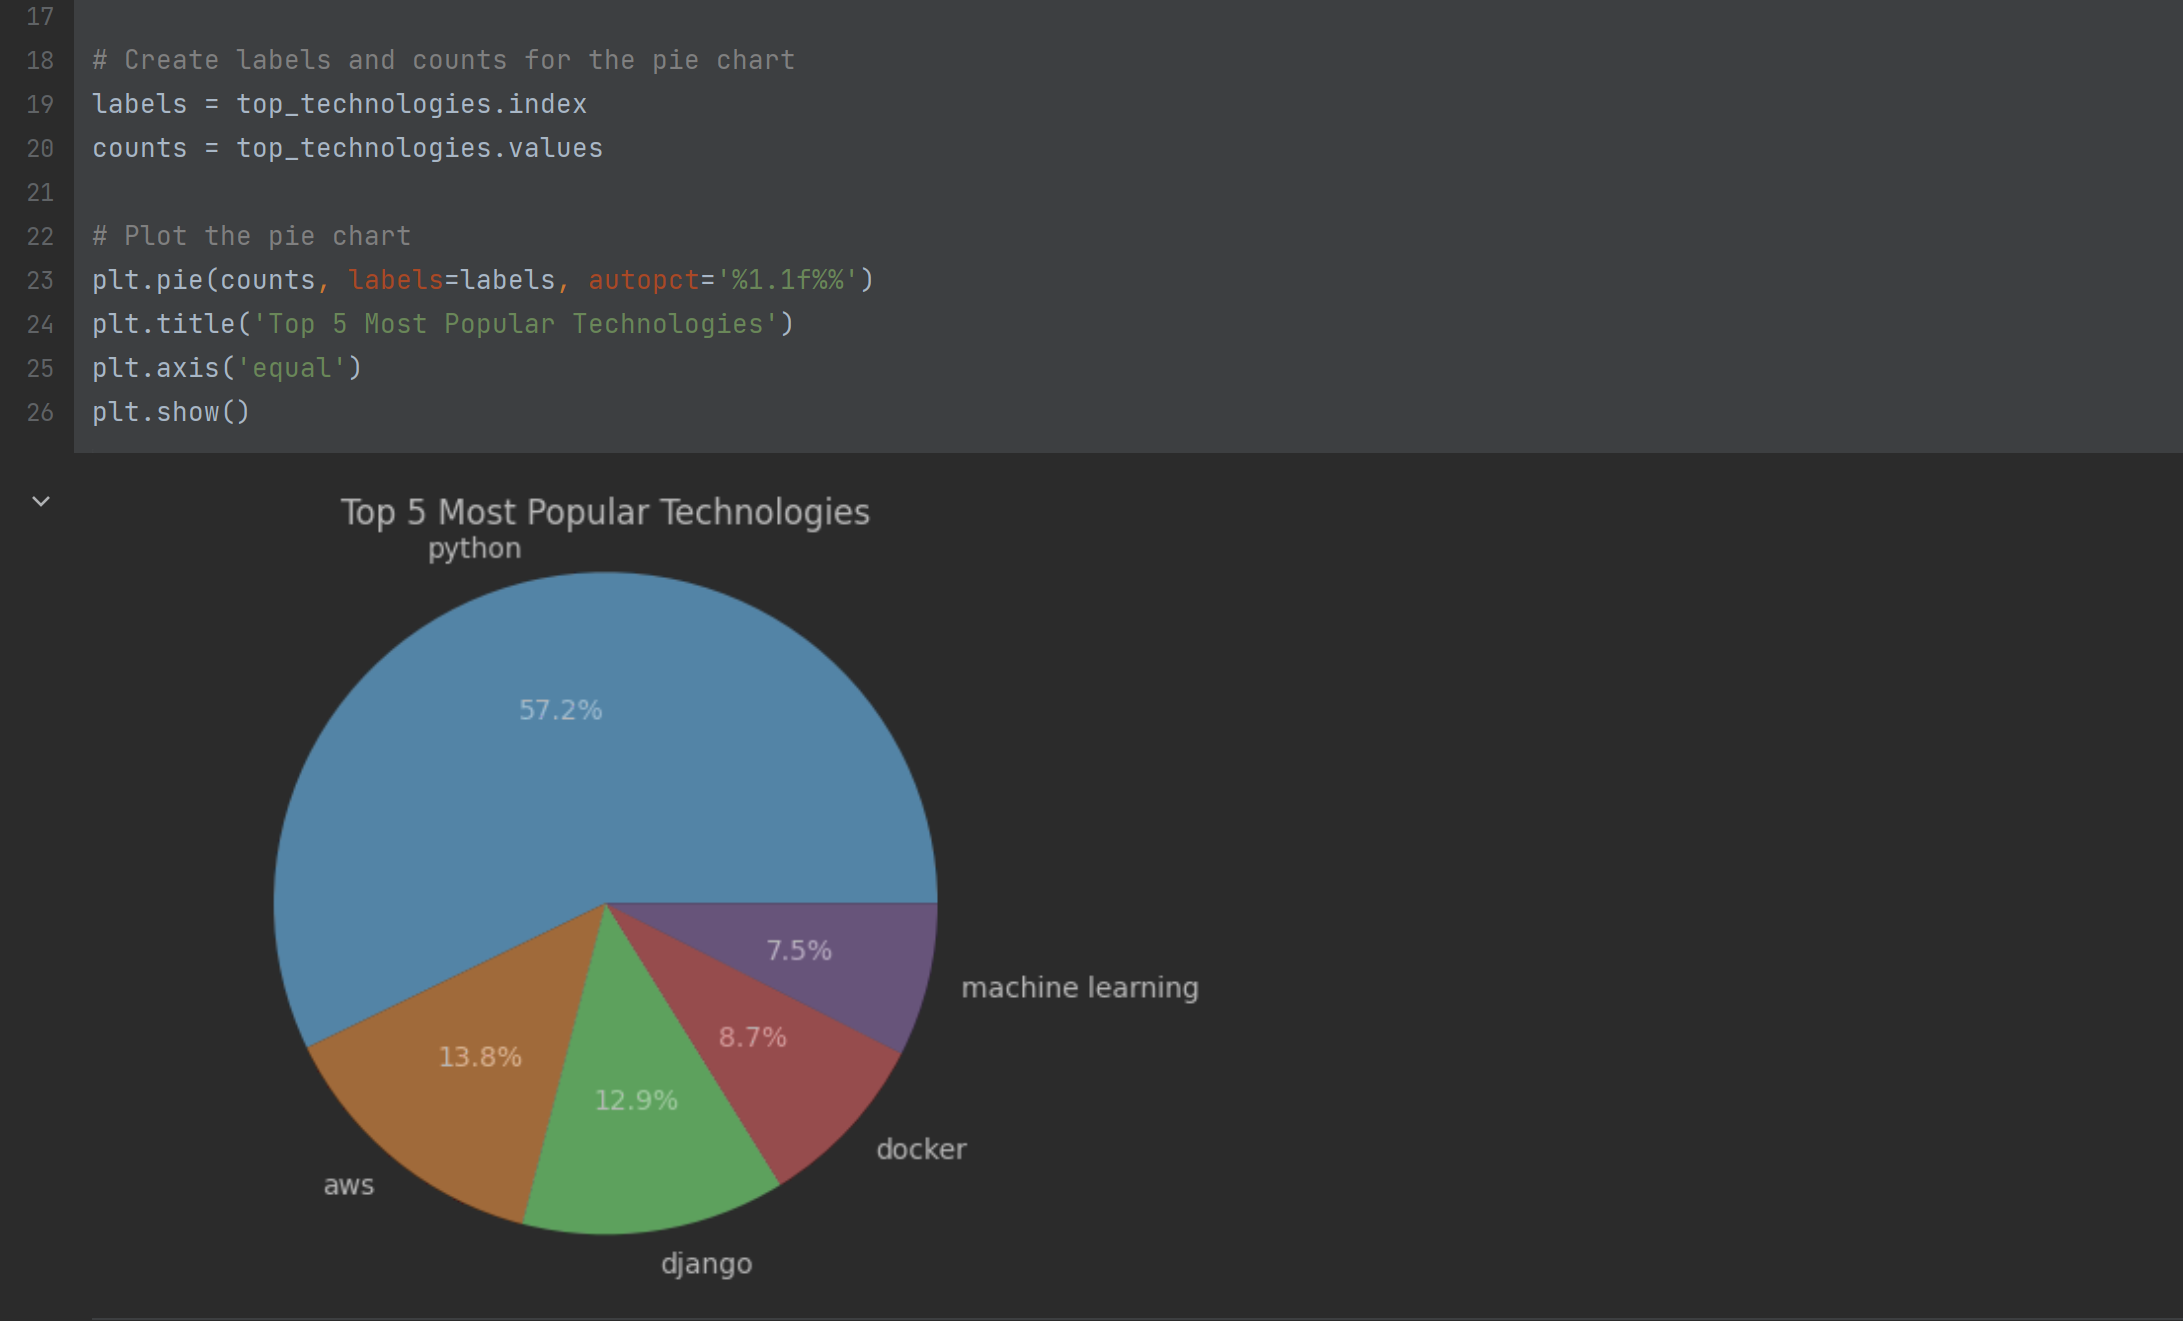 17
18 # Create labels and counts for the pie chart
19 labels = top_technologies.index
20 counts = top_technologies.values
21
22 # Plot the pie chart
23 plt.pie(counts, labels=labels, autopct='%1.1f%%')
24 plt.title('Top 5 Most Popular Technologies')
25 plt.axis('equal')
26 plt.show()
Top 5 Most Popular Technologies
python
57.2%
7.5%
machine learning
8.7%
13.8%
12.9%
docker
aws
django